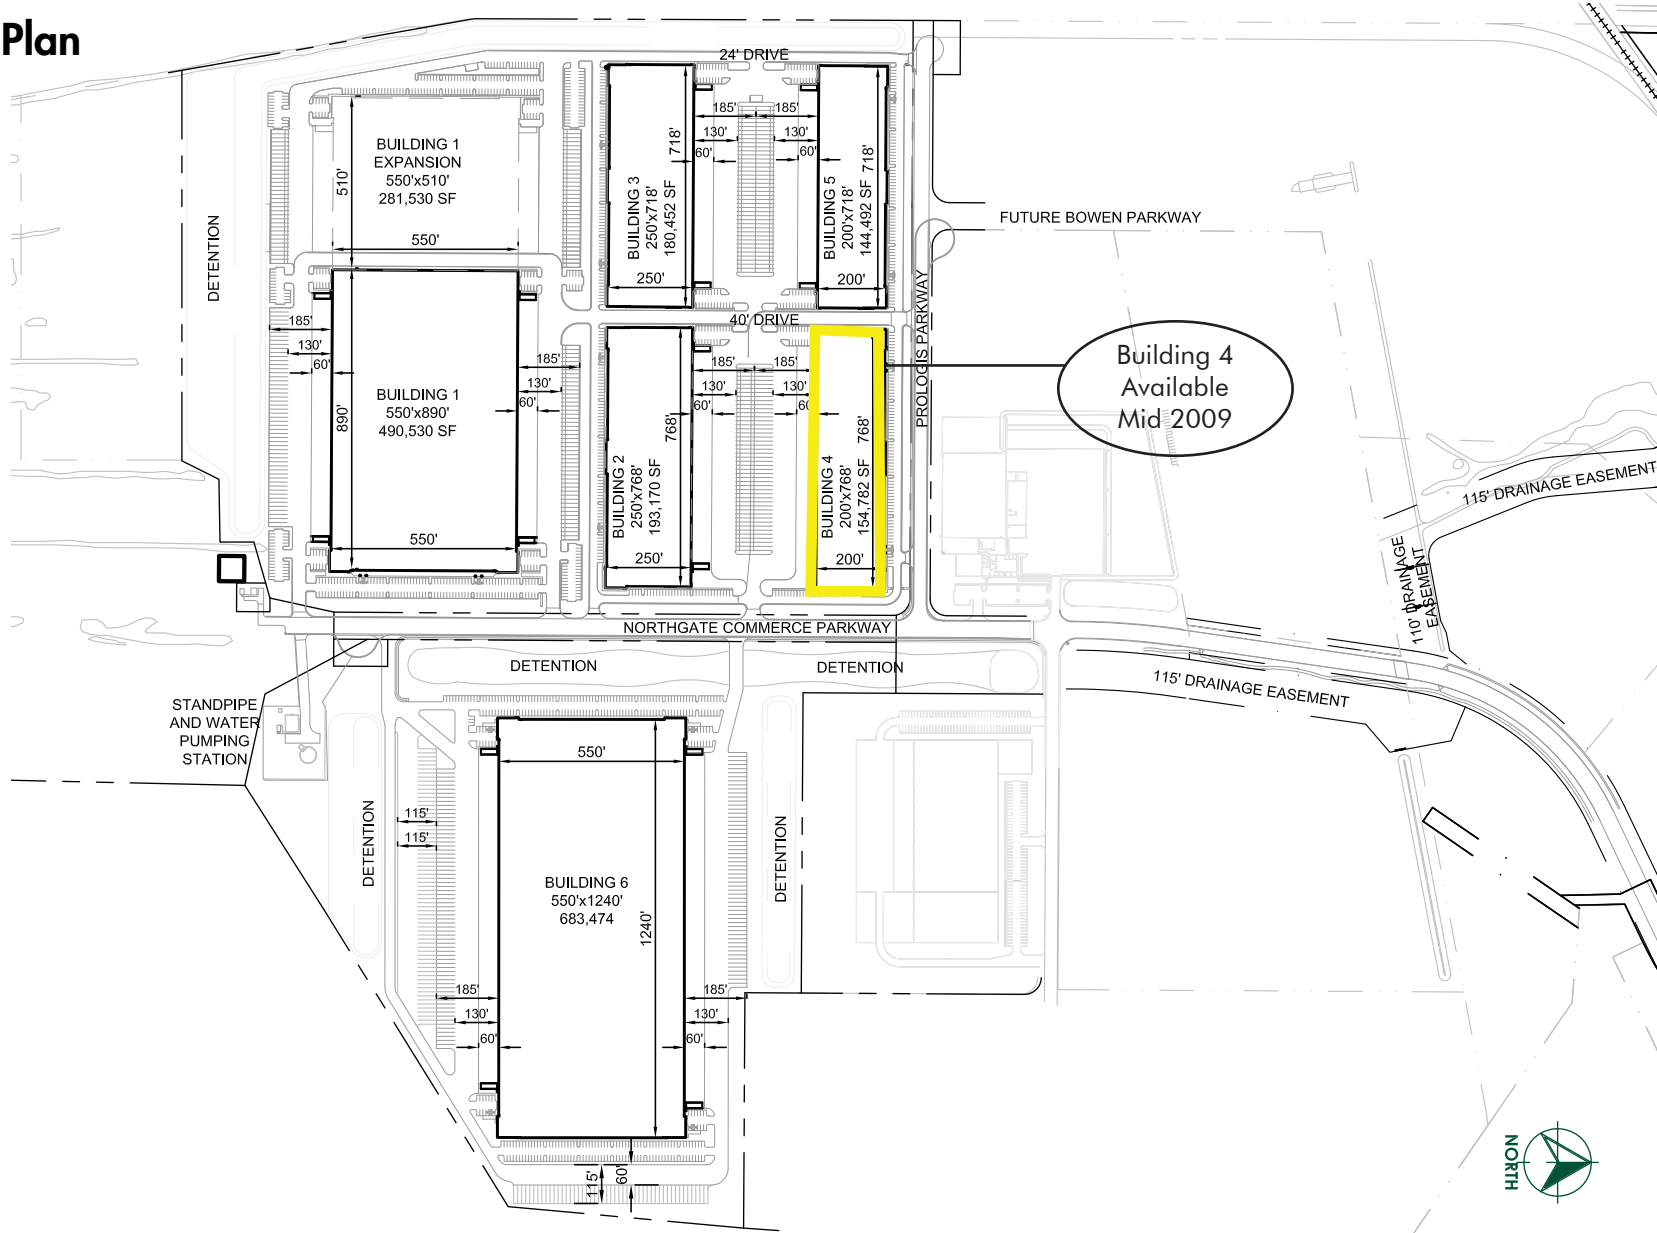 Plan
24' DRIVE
BUILDING 1
EXPANSION
550'x510'
281,530 SF
510'
550'
DETENTION
BUILDING 3
250'x718'
180,452 SF
718'
250'
185'
185'
130'
130'
60'
60'
BUILDING 5
200'x718'
144,492 SF
718'
200'
FUTURE BOWEN PARKWAY
PROLOGIS PARKWAY
40' DRIVE
185'
130'
60'
BUILDING 1
550'x890'
490,530 SF
890'
550'
185'
130'
60'
BUILDING 2
250'x768'
193,170 SF
768'
250'
185'
185'
130'
130'
60'
60'
BUILDING 4
200'x768'
154,782 SF
768'
200'
Building 4
Available
Mid 2009
115' DRAINAGE EASEMENT
110' DRAINAGE
EASEMENT
NORTHGATE COMMERCE PARKWAY
DETENTION
DETENTION
115' DRAINAGE EASEMENT
STANDPIPE
AND WATER
PUMPING
STATION
DETENTION
115'
115'
550'
BUILDING 6
550'x1240'
683,474
1240'
DETENTION
185'
130'
60'
185'
130'
60'
115'
60'
NORTH